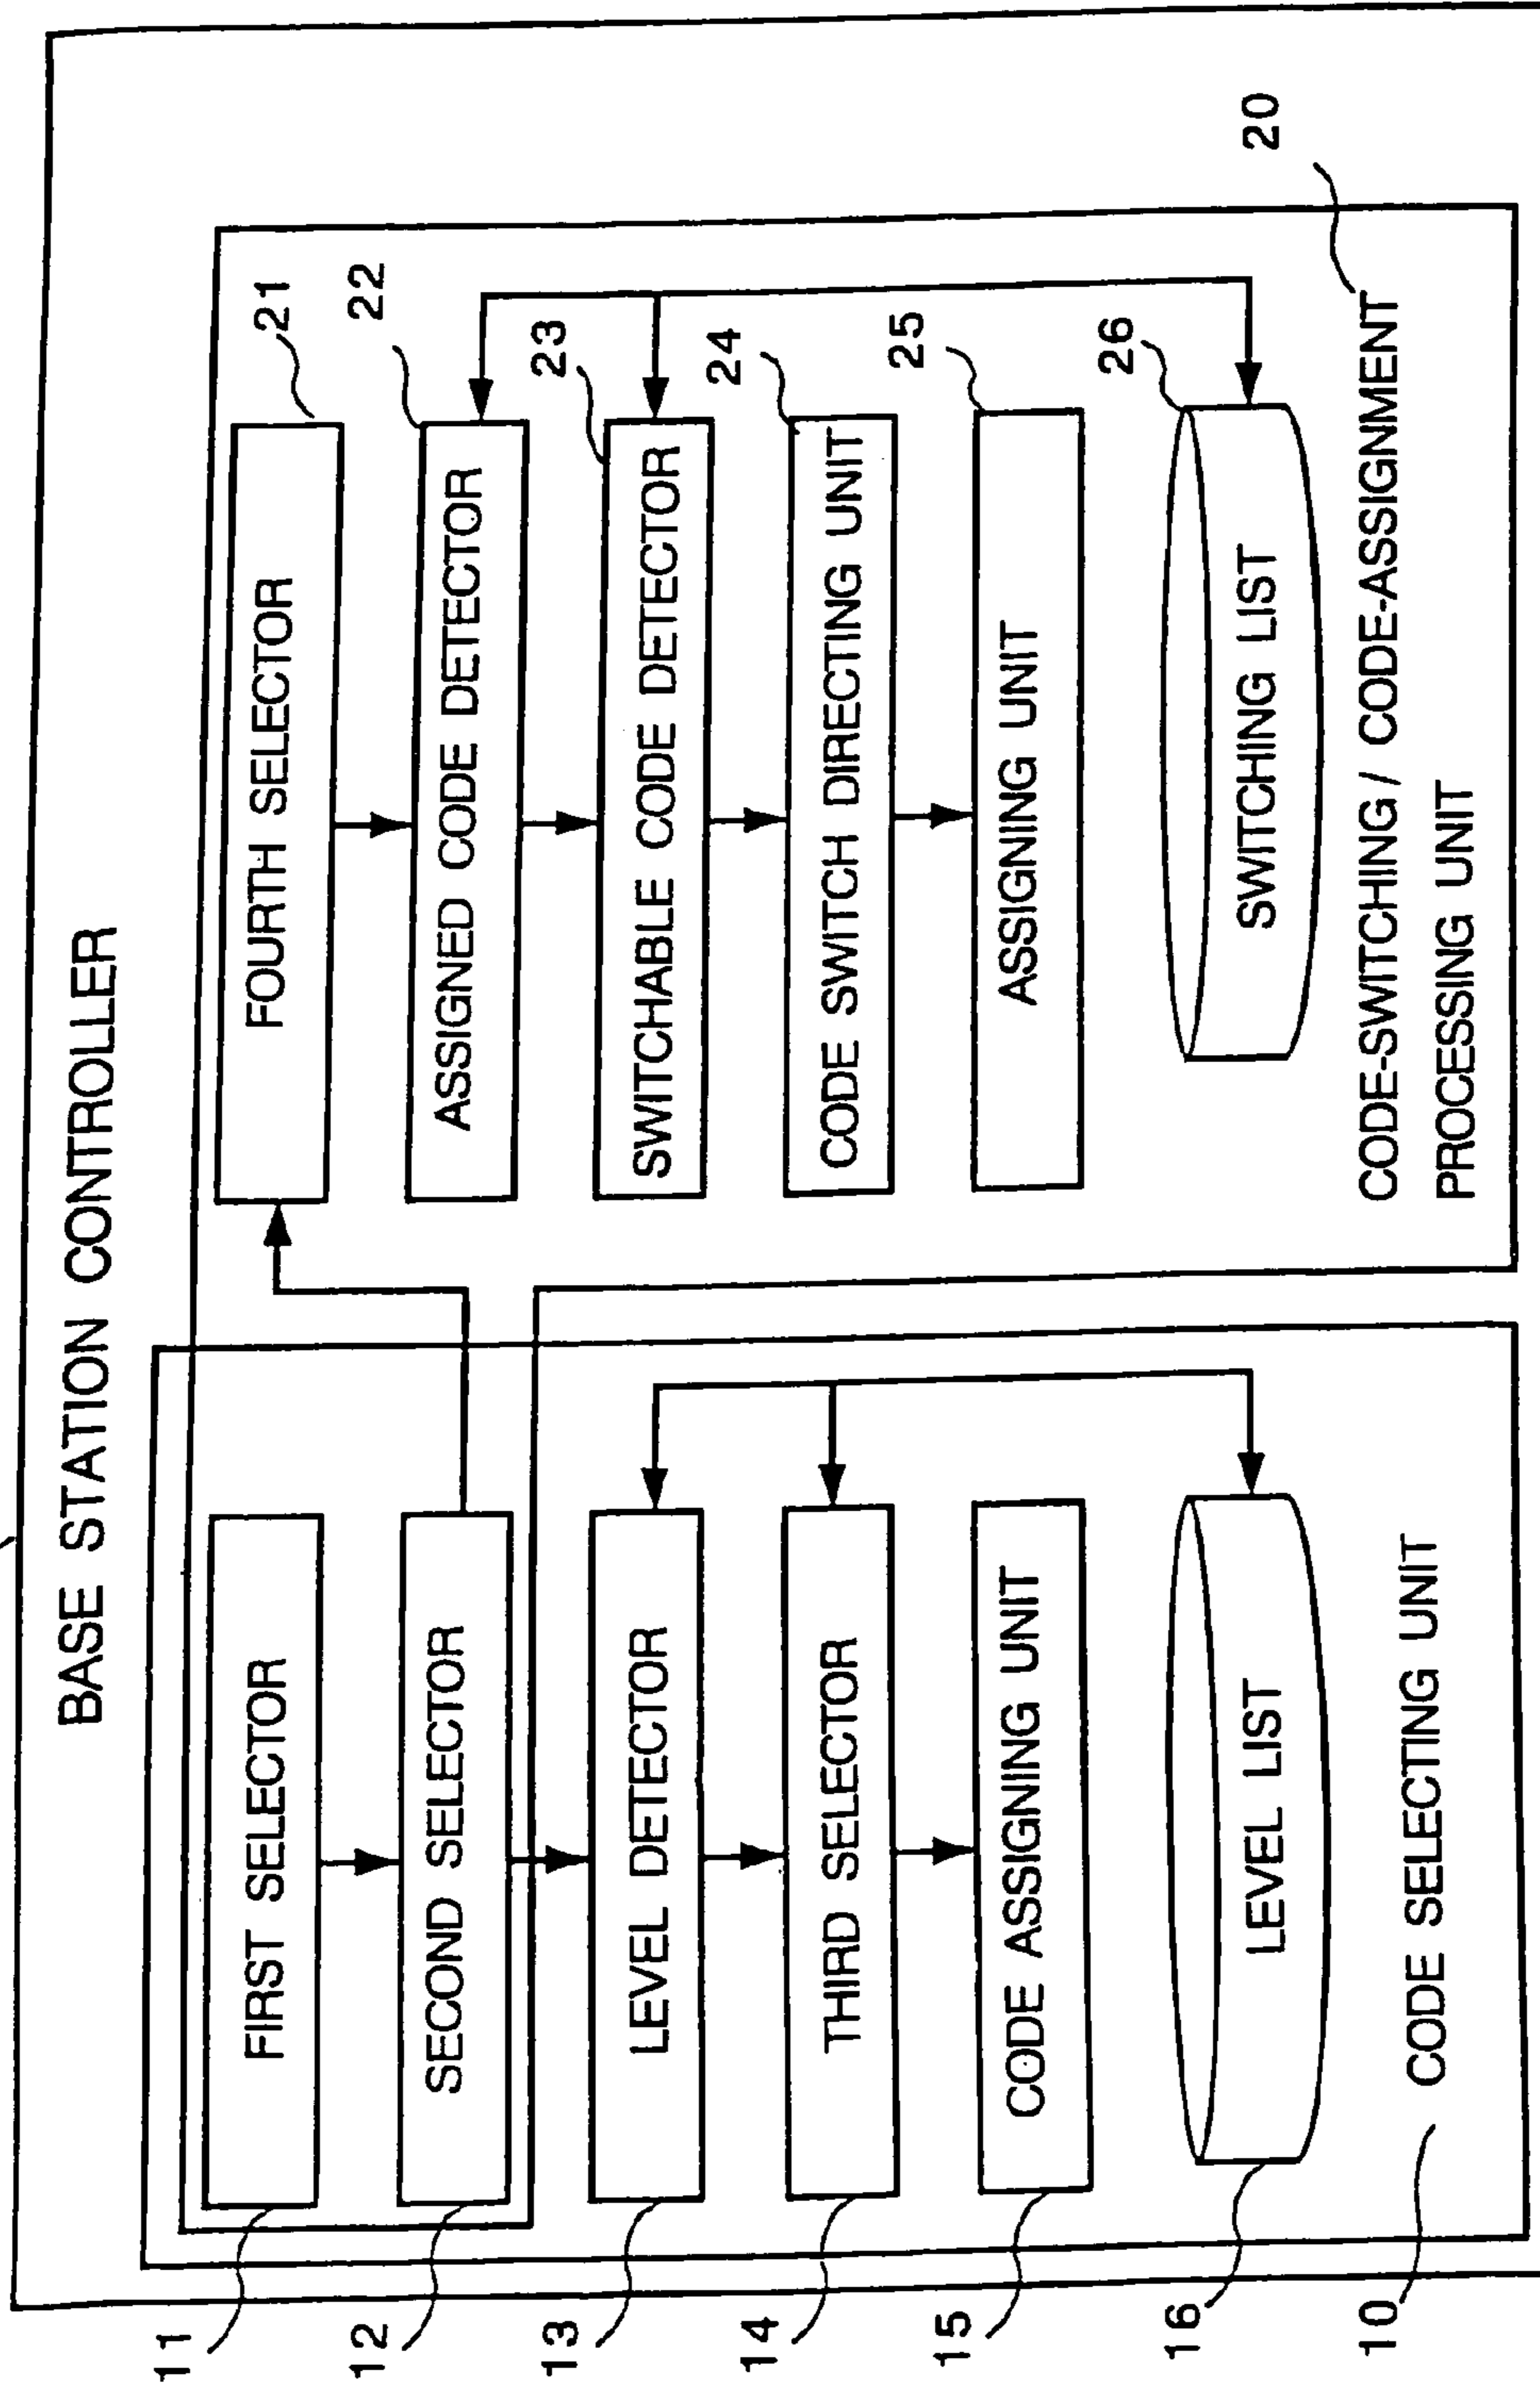 BASE STATION CONTROLLER
11
FIRST SELECTOR
12
SECOND SELECTOR
13
LEVEL DETECTOR
14
THIRD SELECTOR
15
CODE ASSIGNING UNIT
16
LEVEL LIST
10
CODE SELECTING UNIT
21
FOURTH SELECTOR
22
ASSIGNED CODE DETECTOR
23
SWITCHABLE CODE DETECTOR
24
CODE SWITCH DIRECTING UNIT
25
ASSIGNING UNIT
26
SWITCHING LIST
20
CODE-SWITCHING / CODE-ASSIGNMENT
PROCESSING UNIT